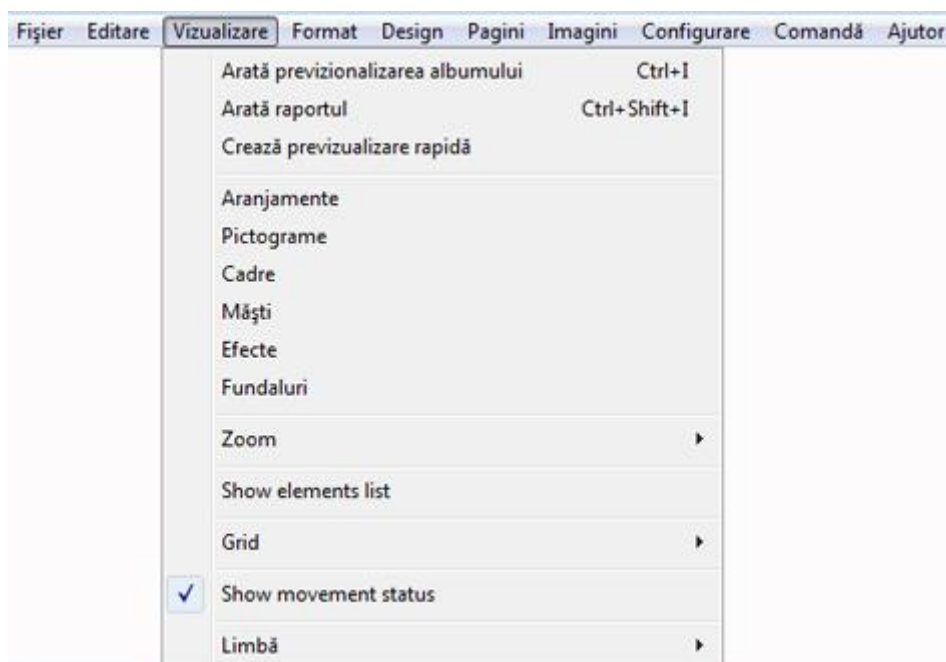 Fişier Editare Vizualizare Format Design Pagini Imagini Configurare Comandă Ajutor
Arată previzionalizarea albumului Ctrl+I
Arată raportul Ctrl+Shift+I
Crează previzualizare rapidă
Aranjamente
Pictograme
Cadre
Măşti
Efecte
Fundaluri
Zoom
Show elements list
Grid
Show movement status
Limbă